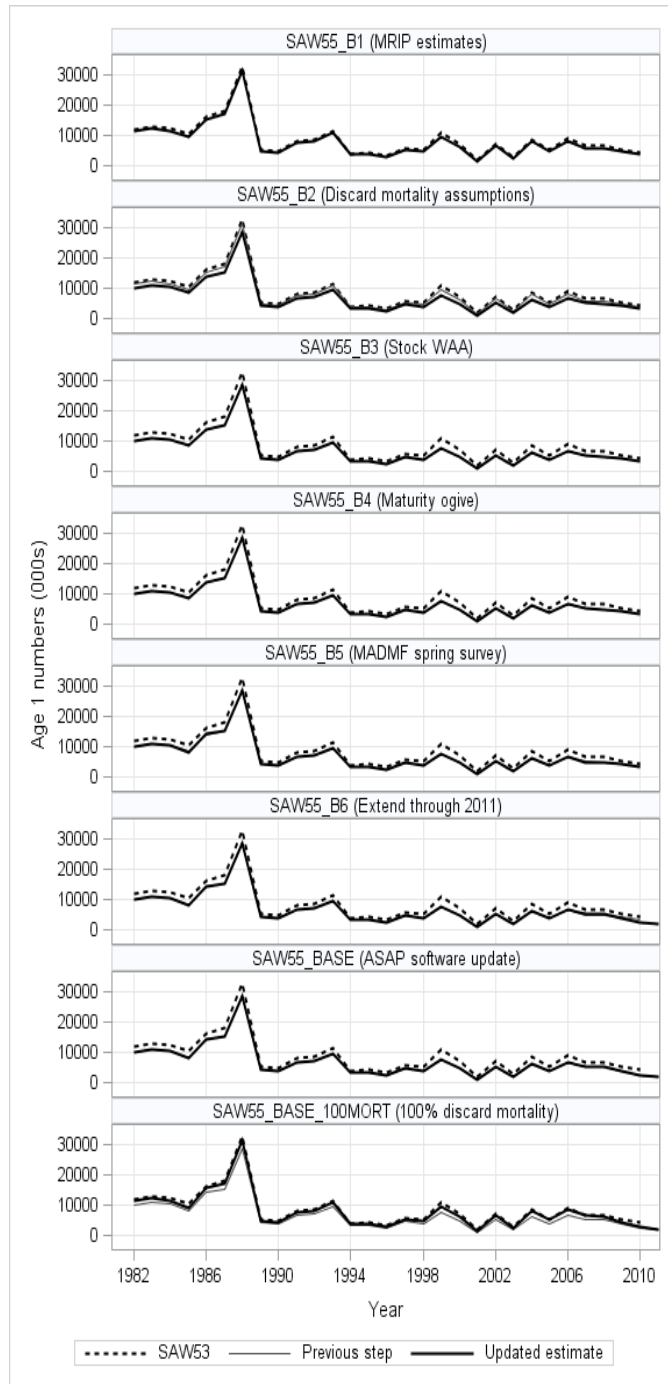 SAW55_B1 (MRIP estimates)
30000
20000
10000
0
SAW55_B2 (Discard mortality assumptions)
30000
20000
10000
0
SAW55_B3 (Stock WAA)
30000
20000
10000
0
SAW55_B4 (Maturity ogive)
30000
20000
10000
0
Age 1 numbers (000s)
SAW55_B5 (MADMF spring survey)
30000
20000
10000
0
SAW55_B6 (Extend through 2011)
30000
20000
10000
0
SAW55_BASE (ASAP software update)
30000
20000
10000
0
SAW55_BASE_100MORT (100% discard mortality)
30000
20000
10000
0
1982 1986 1990 1994 1998 2002 2006 2010
Year
SAW53 Previous step Updated estimate